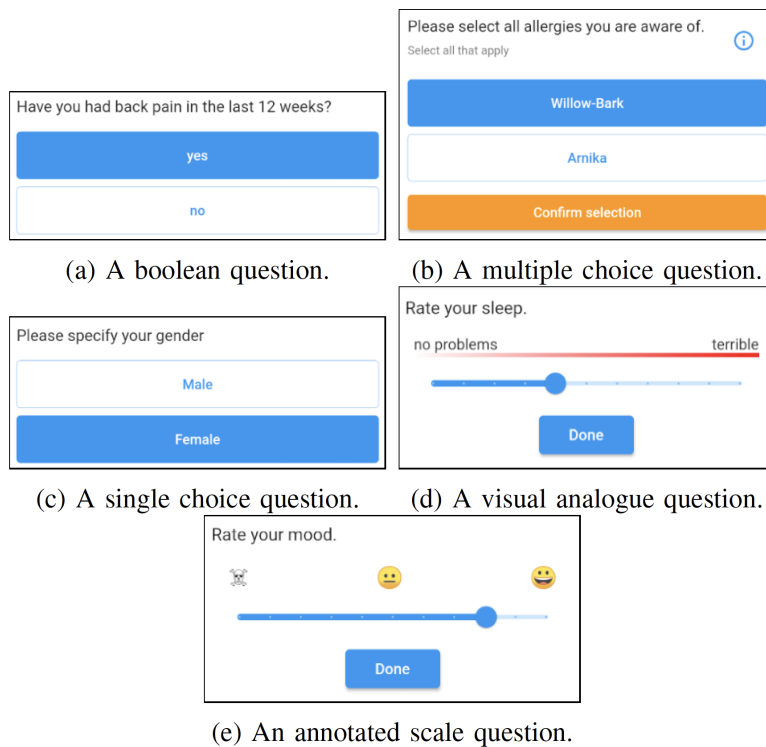 Have you had back pain in the last 12 weeks?
yes
no
(a) A boolean question.
Please select all allergies you are aware of.
Select all that apply
Willow-Bark
Arnika
Confirm selection
(b) A multiple choice question.
Please specify your gender
Male
Female
(c) A single choice question.
Rate your sleep.
no problems terrible
Done
(d) A visual analogue question.
Rate your mood.
Done
(e) An annotated scale question.